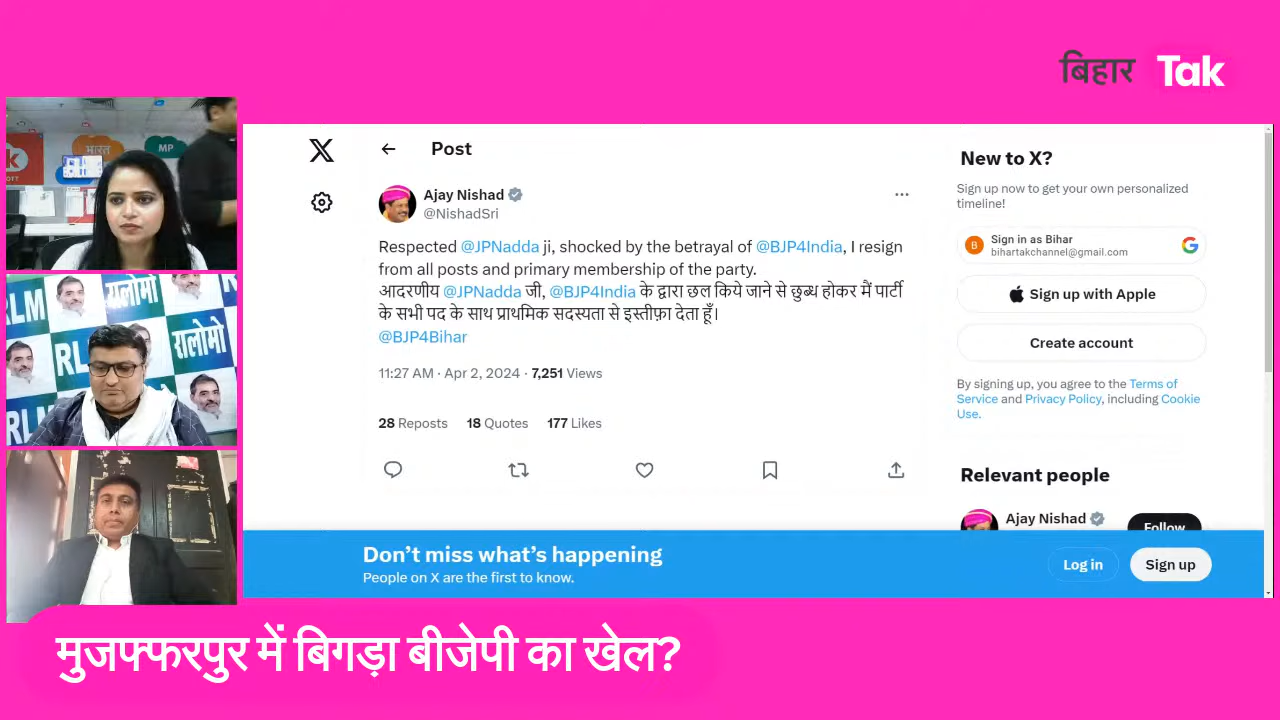 बिहार Tak
भारत
MP
RLM
रालोमो
RL
रालोमो
RLM
Post
Ajay Nishad
@NishadSri
Respected @JPNadda ji, shocked by the betrayal of @BJP4India, I resign
from all posts and primary membership of the party.
आदरणीय @JPNadda जी, @BJP4India के द्वारा छल किये जाने से छुब्ध होकर मैं पार्टी
के सभी पद के साथ प्राथमिक सदस्यता से इस्तीफ़ा देता हूँ।
@BJP4Bihar
11:27 AM · Apr 2, 2024 · 7,251 Views
28 Reposts 18 Quotes 177 Likes
New to X?
Sign up now to get your own personalized
timeline!
B
Sign in as Bihar
bihartakchannel@gmail.com
Sign up with Apple
Create account
By signing up, you agree to the Terms of
Service and Privacy Policy, including Cookie
Use.
Relevant people
Ajay Nishad
Follow
Don't miss what's happening
People on X are the first to know.
Log in
Sign up
मुजफ्फरपुर में बिगड़ा बीजेपी का खेल?